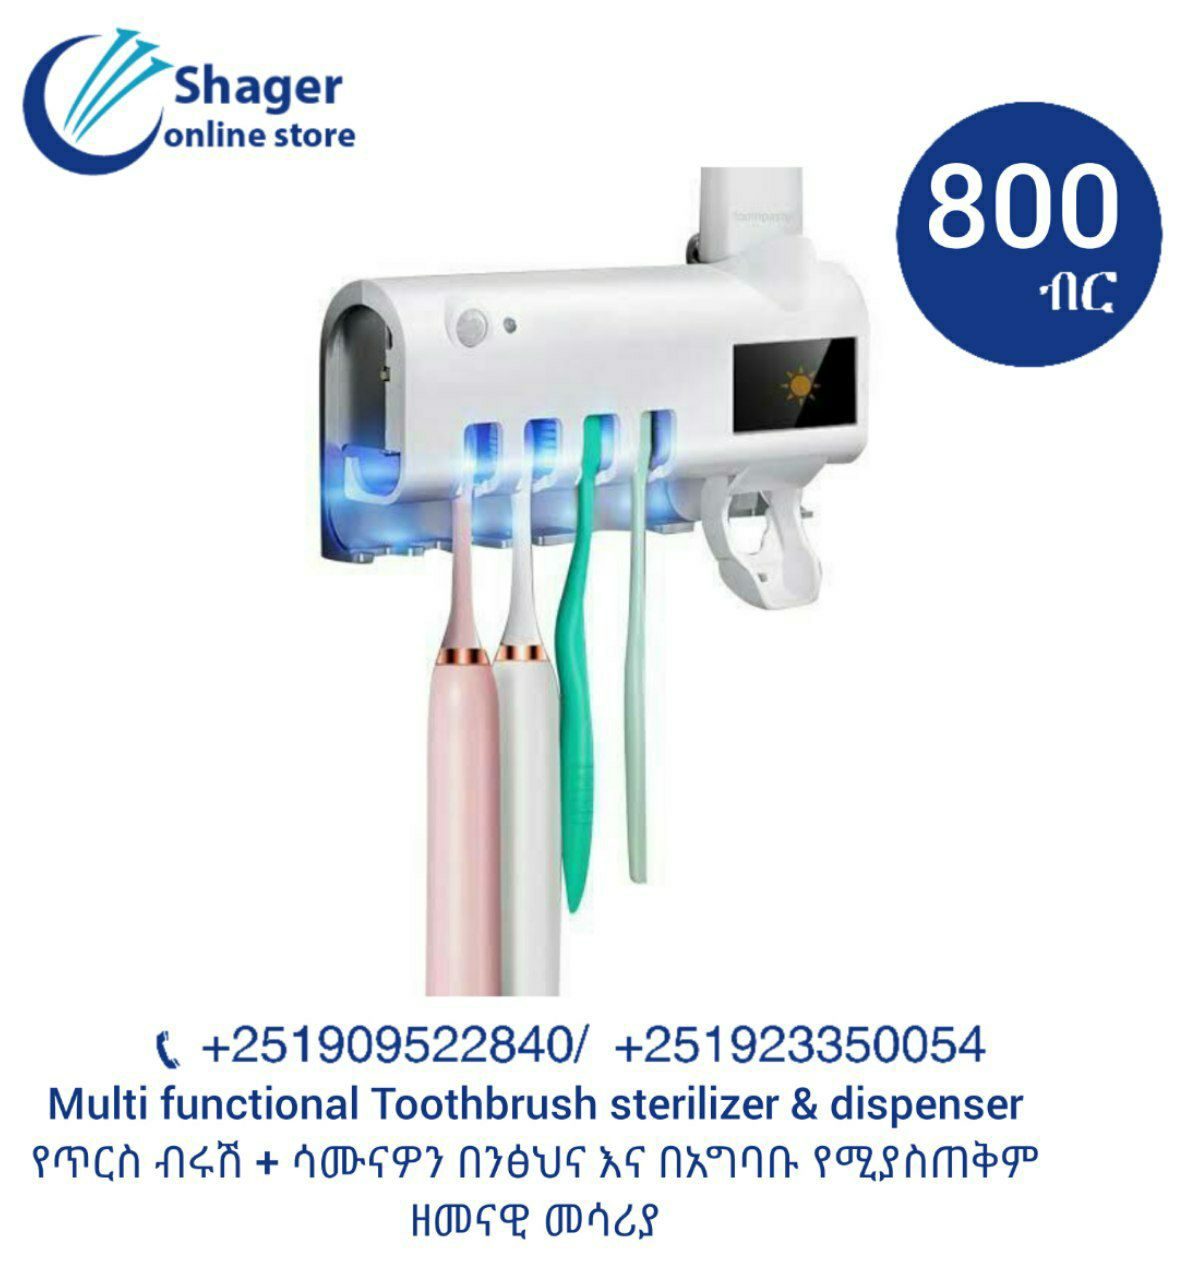 Shager
online store
800
ብር
toothpaste
+251909522840/ +251923350054
Multi functional Toothbrush sterilizer & dispenser
የጥርስ ብሩሽ + ሳሙናዎን በንፅህና እና በአግባቡ የሚያስጠቅም
ዘመናዊ መሳሪያ